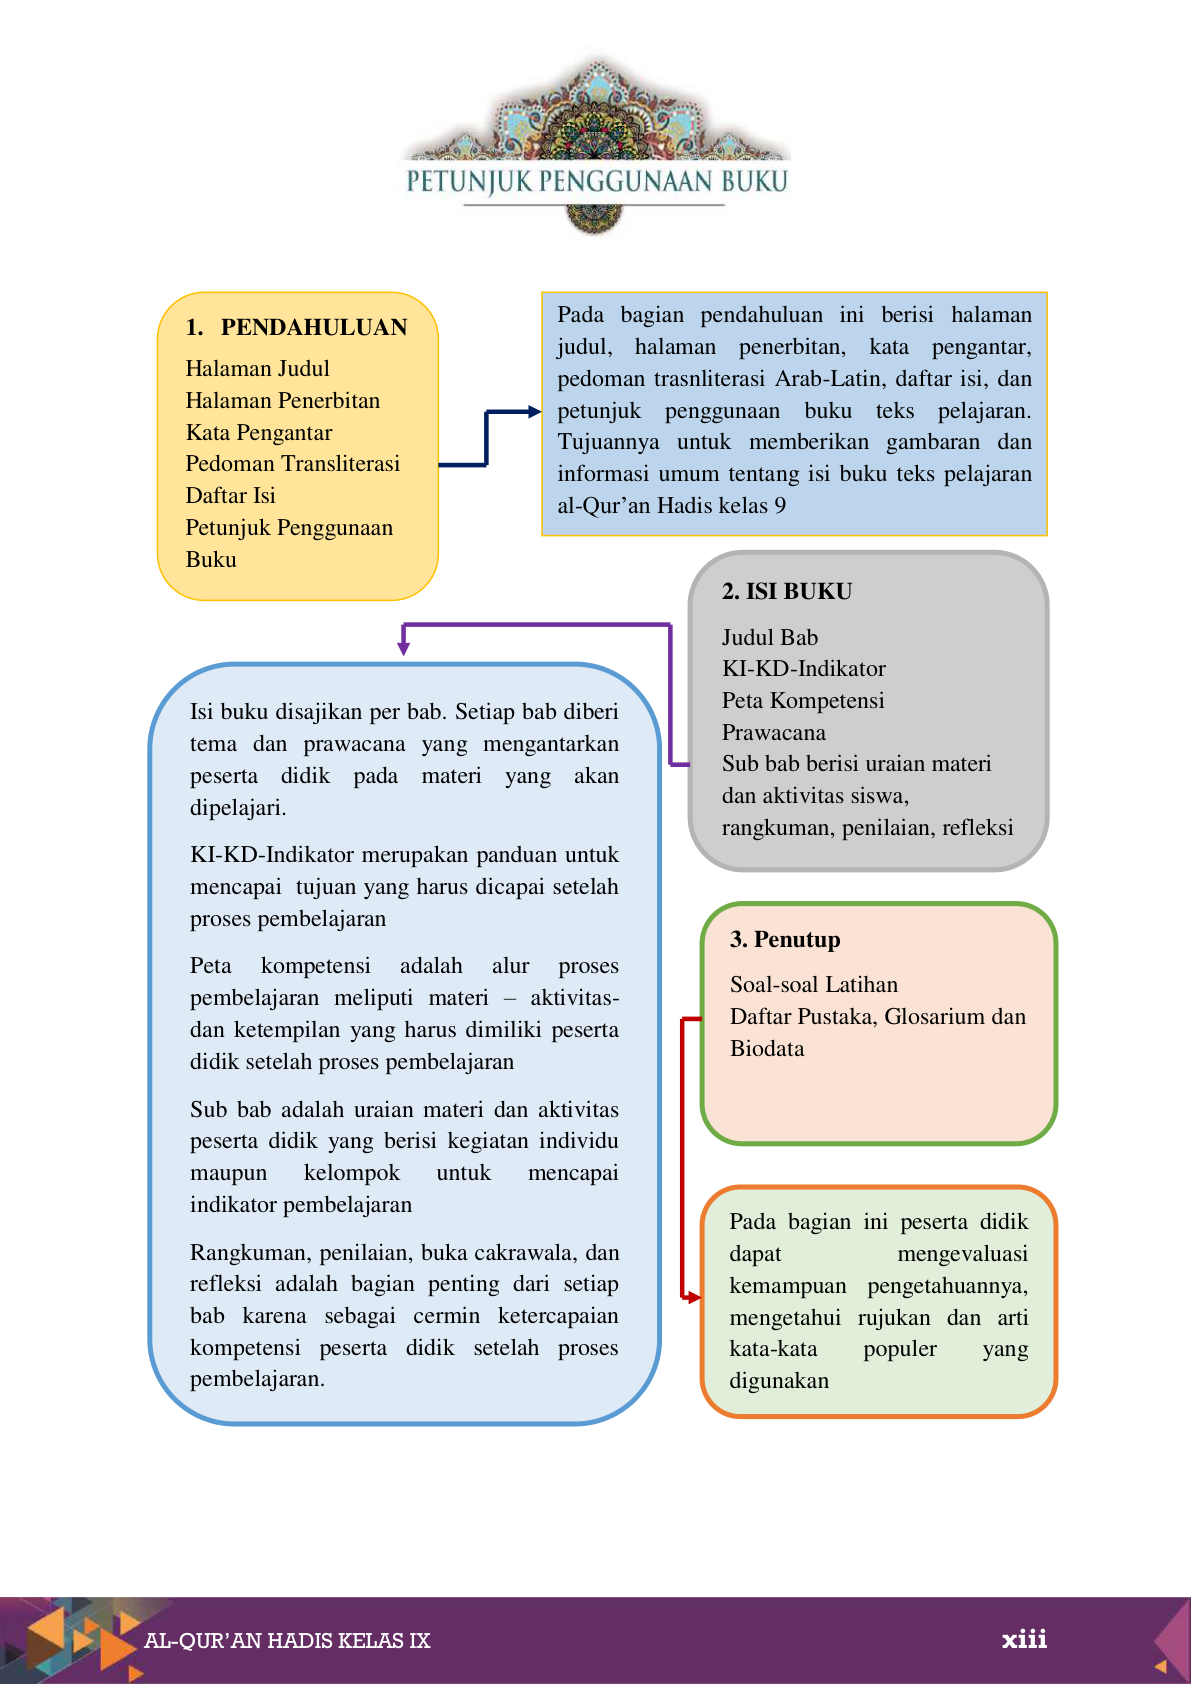 PETUNJUK PENGGUNAAN BUKU
1. PENDAHULUAN
Halaman Judul
Halaman Penerbitan
Kata Pengantar
Pedoman Transliterasi
Daftar Isi
Petunjuk Penggunaan
Buku
Pada bagian pendahuluan ini berisi halaman
judul, halaman penerbitan, kata pengantar,
pedoman trasnliterasi Arab-Latin, daftar isi, dan
petunjuk penggunaan buku teks pelajaran.
Tujuannya untuk memberikan gambaran dan
informasi umum tentang isi buku teks pelajaran
al-Qur’an Hadis kelas 9
2. ISI BUKU
Judul Bab
KI-KD-Indikator
Peta Kompetensi
Prawacana
Sub bab berisi uraian materi
dan aktivitas siswa,
rangkuman, penilaian, refleksi
Isi buku disajikan per bab. Setiap bab diberi
tema dan prawacana yang mengantarkan
peserta didik pada materi yang akan
dipelajari.
KI-KD-Indikator merupakan panduan untuk
mencapai tujuan yang harus dicapai setelah
proses pembelajaran
Peta kompetensi adalah alur proses
pembelajaran meliputi materi – aktivitas-
dan ketempilan yang harus dimiliki peserta
didik setelah proses pembelajaran
Sub bab adalah uraian materi dan aktivitas
peserta didik yang berisi kegiatan individu
maupun kelompok untuk mencapai
indikator pembelajaran
Rangkuman, penilaian, buka cakrawala, dan
refleksi adalah bagian penting dari setiap
bab karena sebagai cermin ketercapaian
kompetensi peserta didik setelah proses
pembelajaran.
3. Penutup
Soal-soal Latihan
Daftar Pustaka, Glosarium dan
Biodata
Pada bagian ini peserta didik
dapat mengevaluasi
kemampuan pengetahuannya,
mengetahui rujukan dan arti
kata-kata populer yang
digunakan
AL-QUR’AN HADIS KELAS IX
xiii